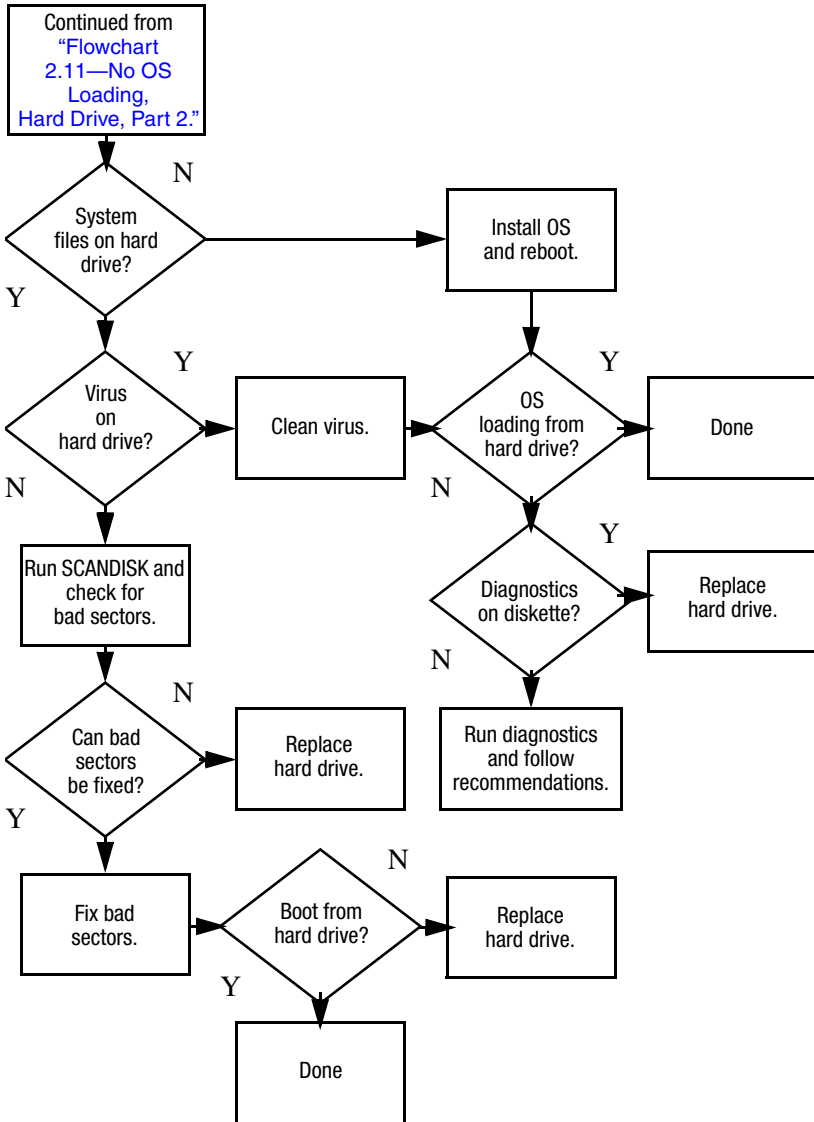 Continued from
“Flowchart
2.11—No OS
Loading,
Hard Drive, Part 2.”
N
System
files on hard
drive?
Install OS
and reboot.
Y
Y
Virus
on
hard drive?
Clean virus.
OS
loading from
hard drive?
Y
Done
N
N
Run SCANDISK and
check for
bad sectors.
Diagnostics
on diskette?
Y
Replace
hard drive.
N
N
Can bad
sectors
be fixed?
Replace
hard drive.
Run diagnostics
and follow
recommendations.
Y
Fix bad
sectors.
Boot from
hard drive?
N
Replace
hard drive.
Y
Done